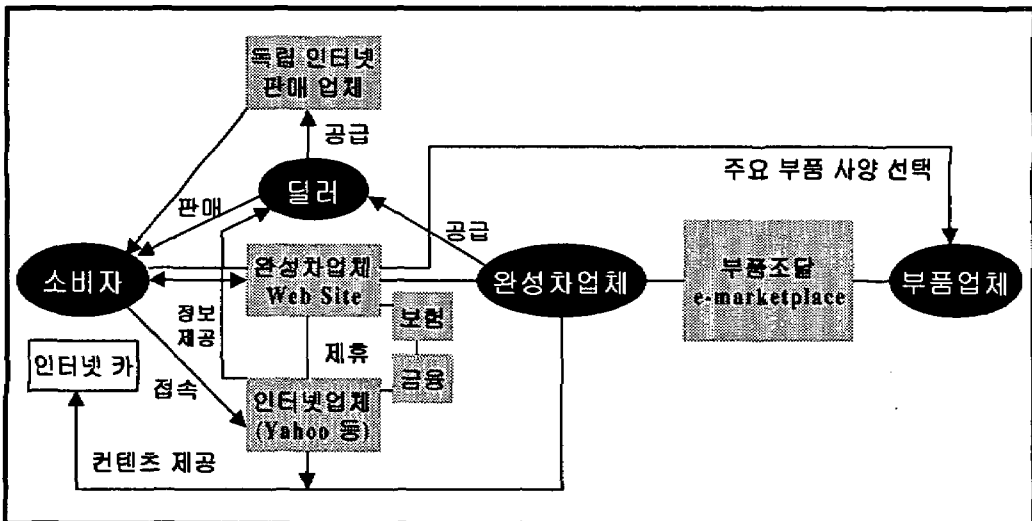 독립 인터넷
판매 업체
공급
주요 부품 사양 선택
딜러
판매
공급
소비자
완성차업체
Web Site
완성차업체
부품조달
e-marketplace
부품업체
정보
제공
보험
제휴
인터넷 카
접속
금융
인터넷업체
(Yahoo 등)
컨텐츠 제공